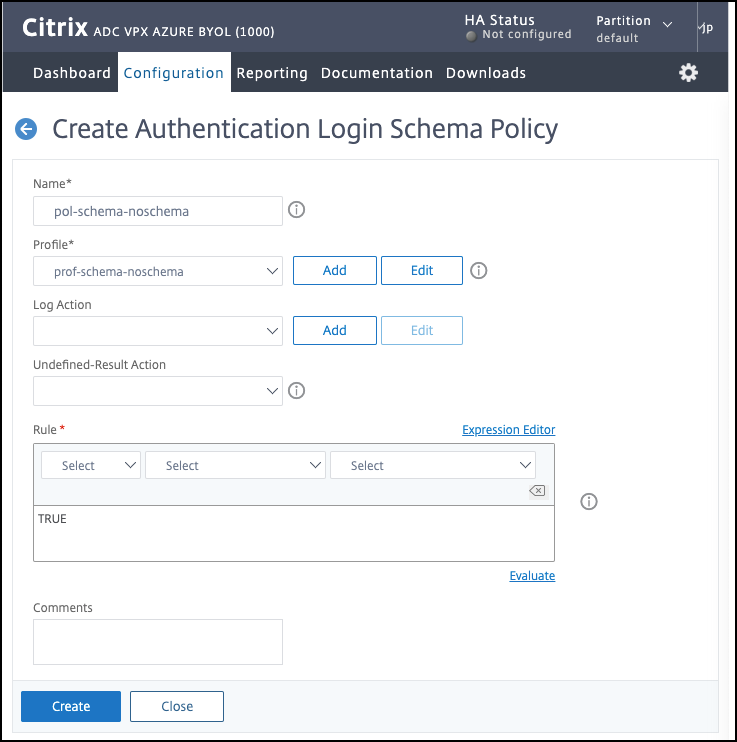 Citrix ADC VPX AZURE BYOL (1000)
HA Status
Not configured
Partition
default
jp
Dashboard Configuration Reporting Documentation Downloads
Create Authentication Login Schema Policy
Name*
pol-schema-noschema
Profile*
prof-schema-noschema Add Edit
Log Action
Add Edit
Undefined-Result Action
Rule * Expression Editor
Select Select Select
TRUE
Evaluate
Comments
Create Close